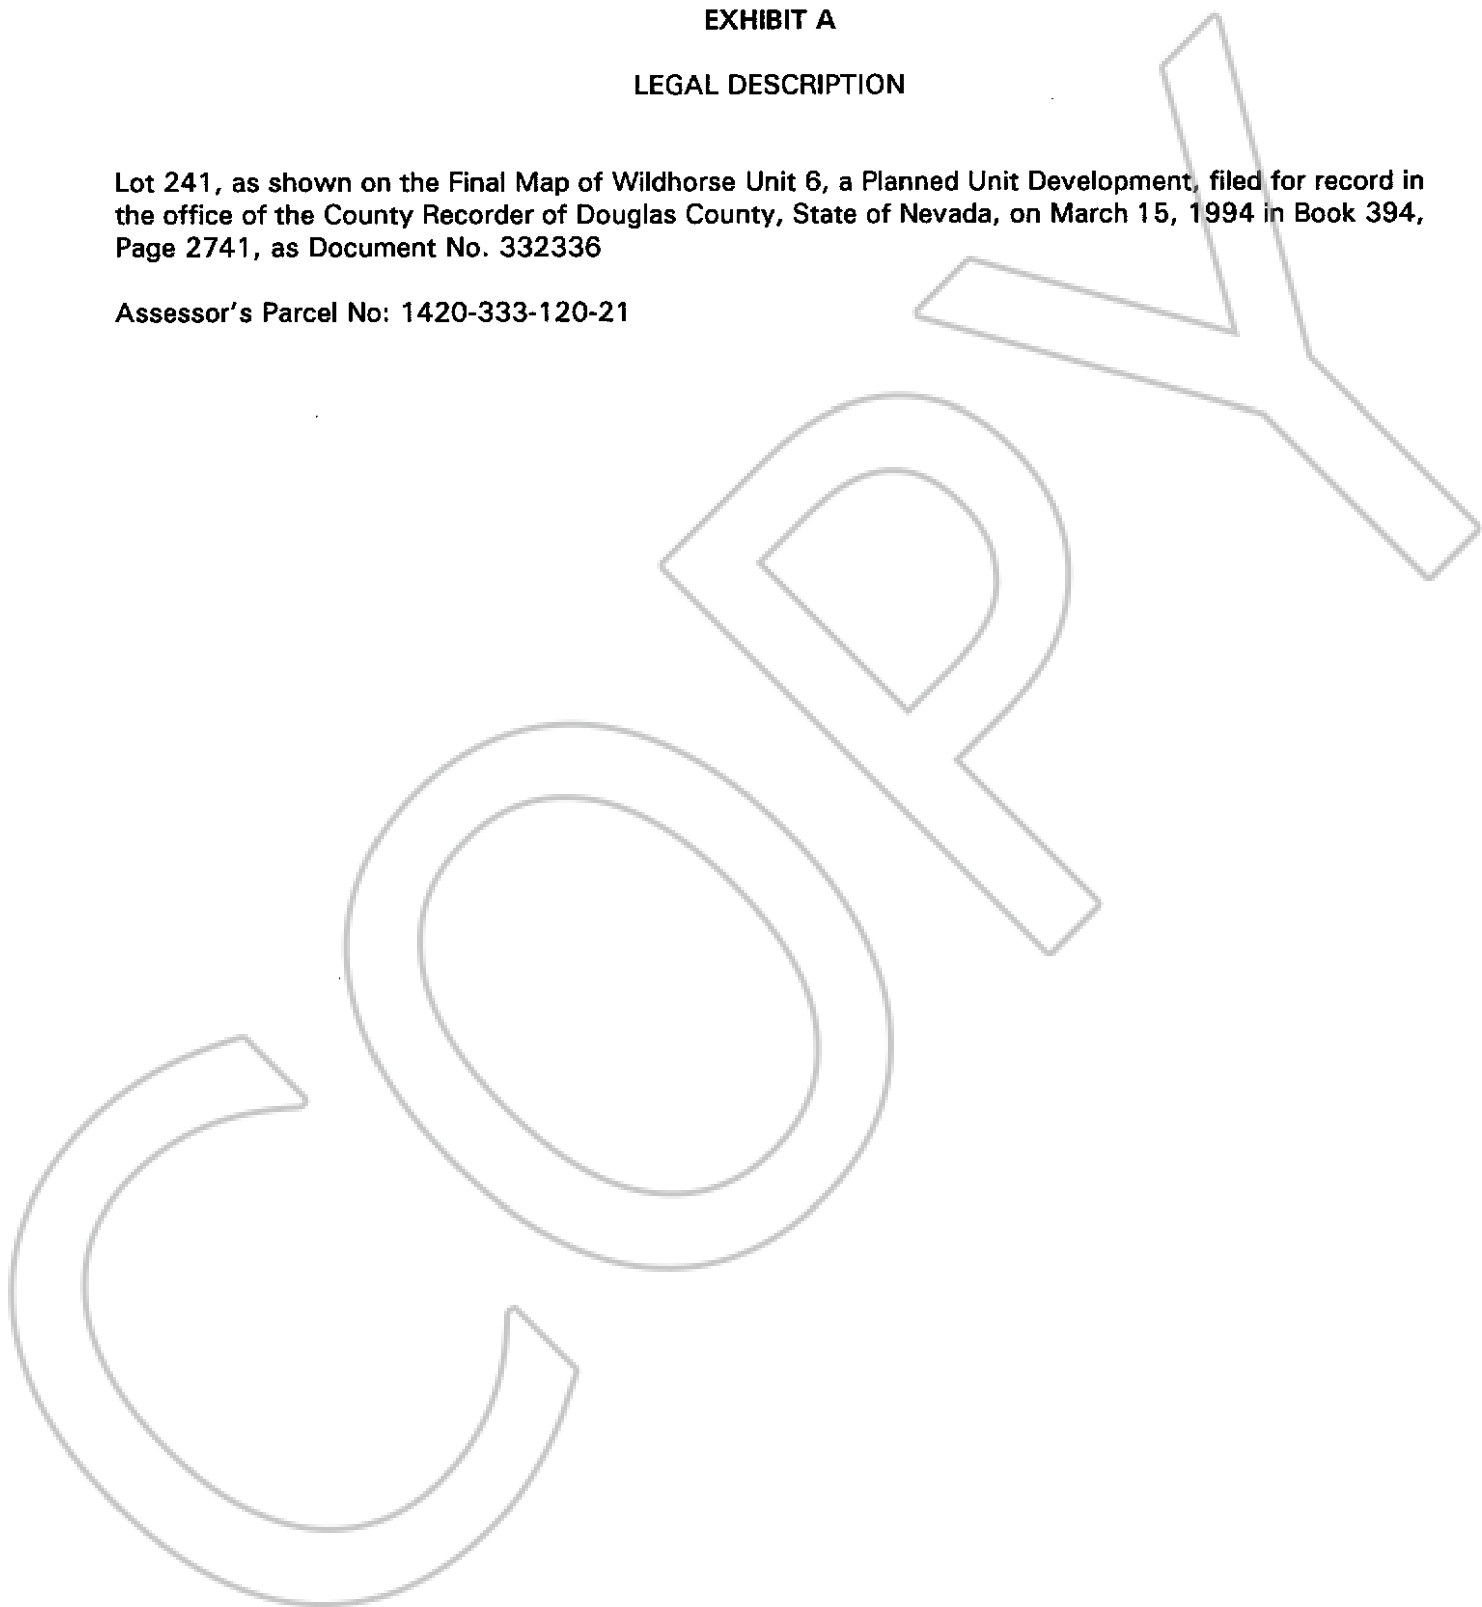 EXHIBIT A
LEGAL DESCRIPTION
Lot 241, as shown on the Final Map of Wildhorse Unit 6, a Planned Unit Development, filed for record in
the office of the County Recorder of Douglas County, State of Nevada, on March 15, 1994 in Book 394,
Page 2741, as Document No. 332336
Assessor's Parcel No: 1420-333-120-21
COPY